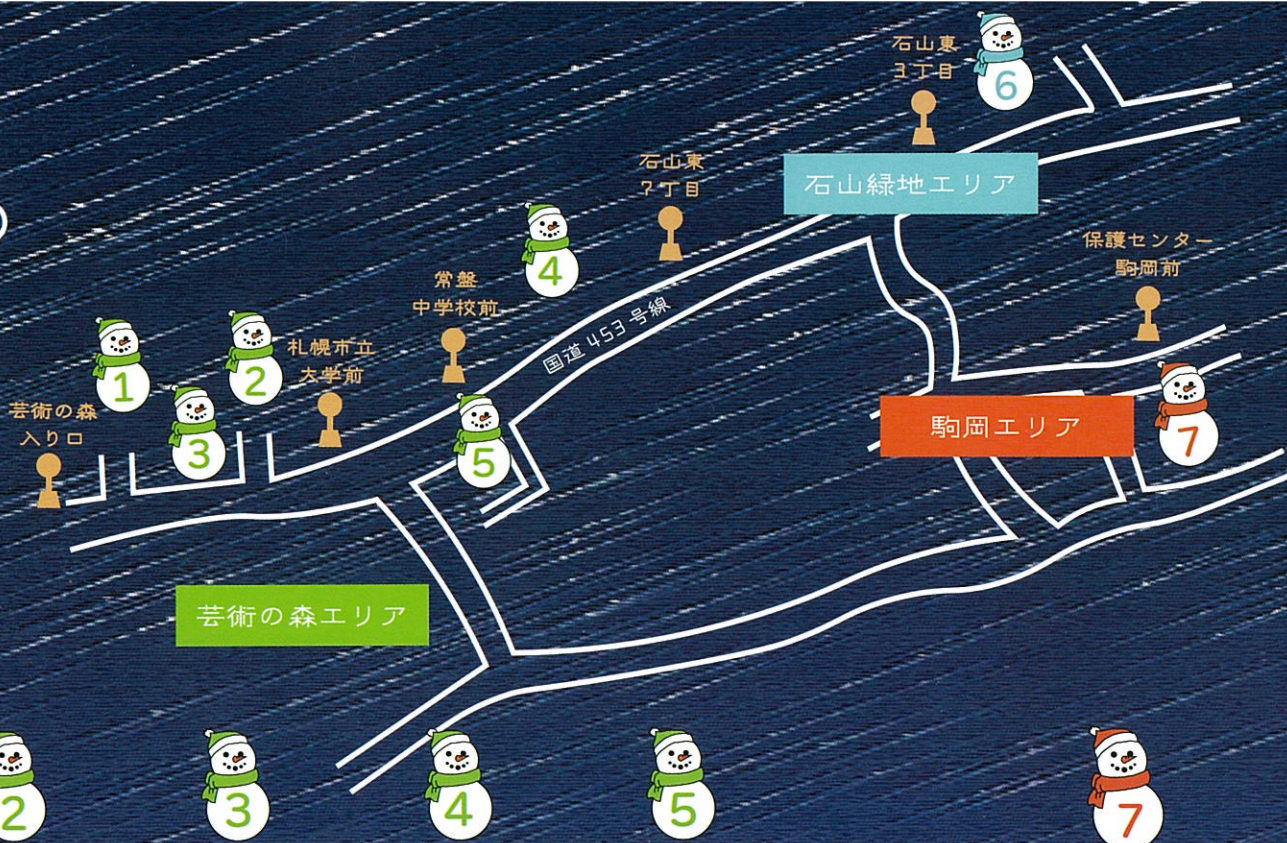 石山東
3丁目
6
石山東
7丁目
石山緑地エリア
4
保護センター
駒岡前
常盤
中学校前
国道453号線
1
2
札幌市立
大学前
3
芸術の森
入り口
5
駒岡エリア
7
芸術の森エリア
2
3
4
5
7